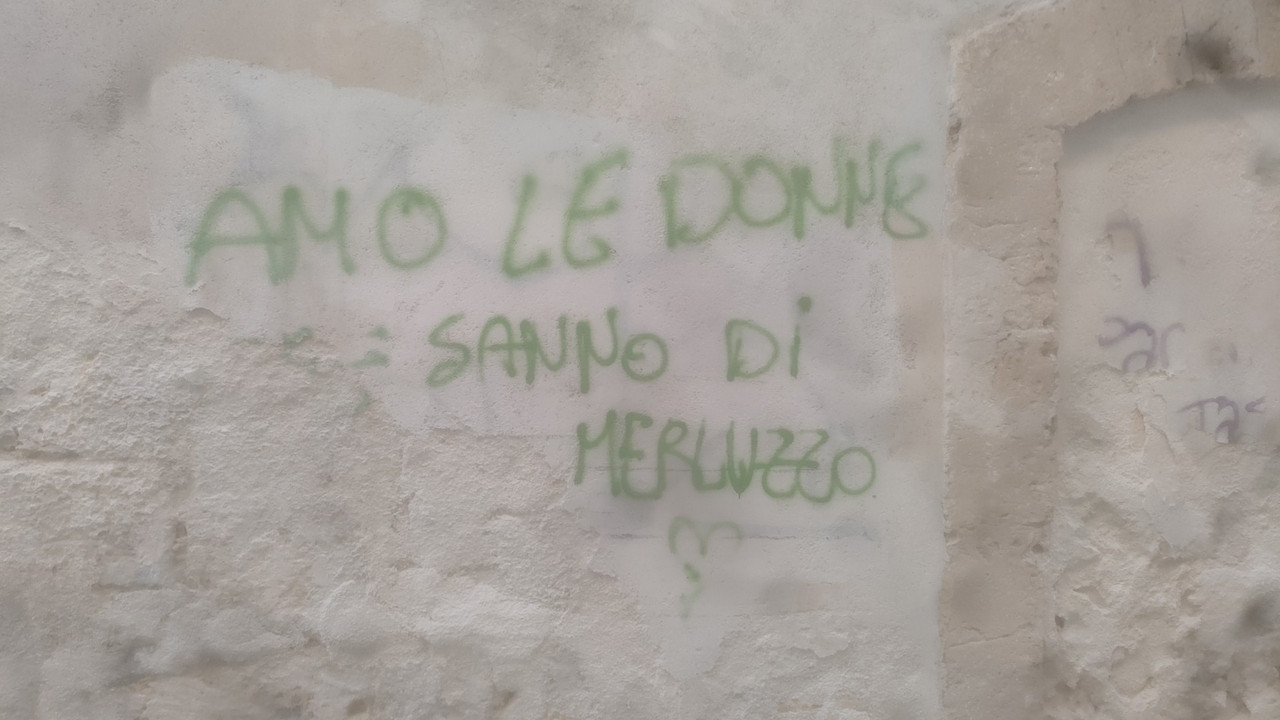 AMO LE DONNE
= SANNO DI
MERLUZZO